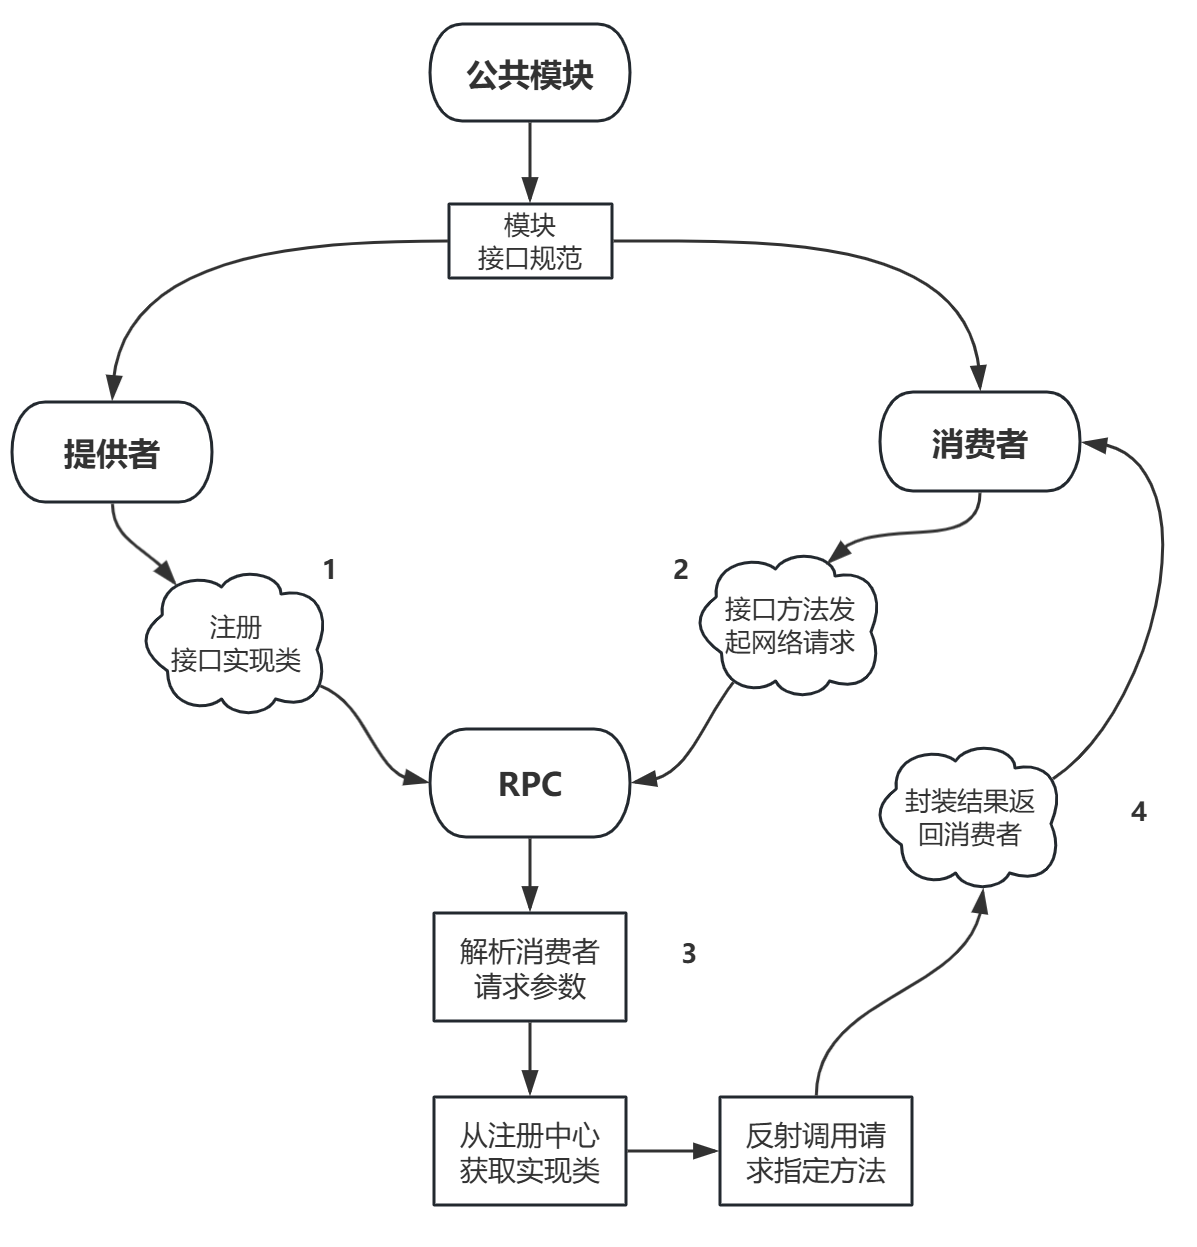 公共模块
模块
接口规范
提供者
消费者
1
注册
接口实现类
2
接口方法发
起网络请求
RPC
封装结果返
回消费者
4
解析消费者
请求参数
3
从注册中心
获取实现类
反射调用请
求指定方法